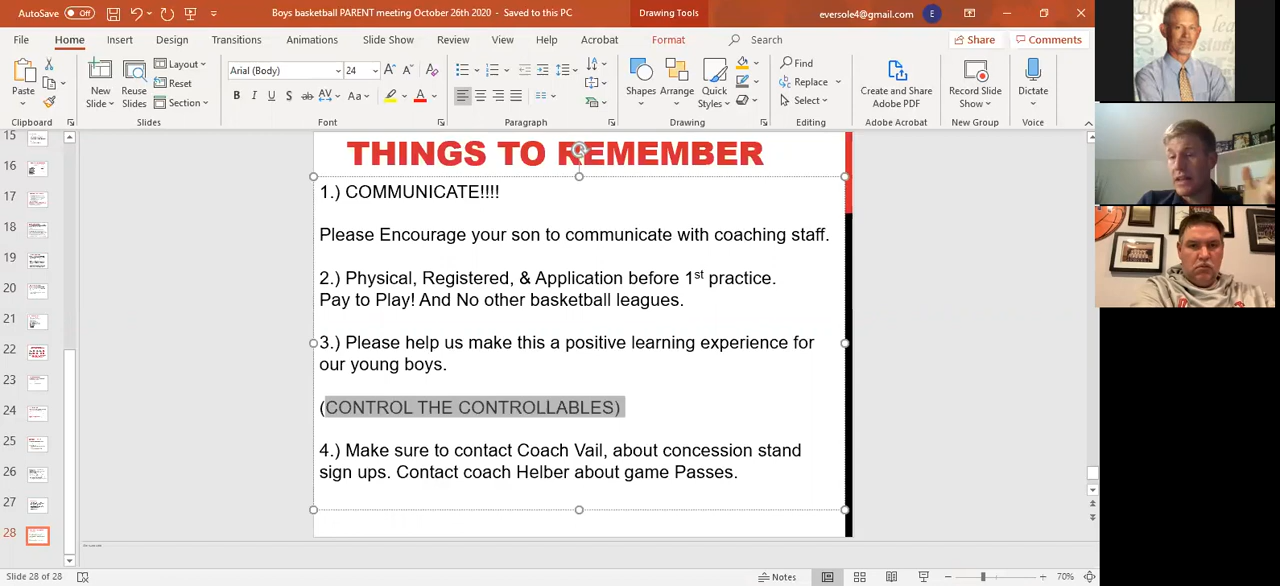 AutoSave Off
Boys basketball PARENT meeting October 26th 2020 - Saved to this PC
Drawing Tools
eversole4@gmail.com
E
File Home Insert Design Transitions Animations Slide Show Review View Help Acrobat Format Search
Share Comments
Paste
New Slide
Reuse Slides
Layout
Reset
Section
Arial (Body) 24
Shapes Arrange Quick Styles
Find
Replace
Select
Create and Share Adobe PDF
Record Slide Show
Dictate
Clipboard Slides Font Paragraph Drawing Editing Adobe Acrobat New Group Voice
15
16
17
18
19
20
21
22
23
24
25
26
27
28
THINGS TO REMEMBER
1.) COMMUNICATE!!!!
Please Encourage your son to communicate with coaching staff.
2.) Physical, Registered, & Application before 1st practice.
Pay to Play! And No other basketball leagues.
3.) Please help us make this a positive learning experience for
our young boys.
(CONTROL THE CONTROLLABLES)
4.) Make sure to contact Coach Vail, about concession stand
sign ups. Contact coach Helber about game Passes.
Slide 28 of 28
Notes
70%